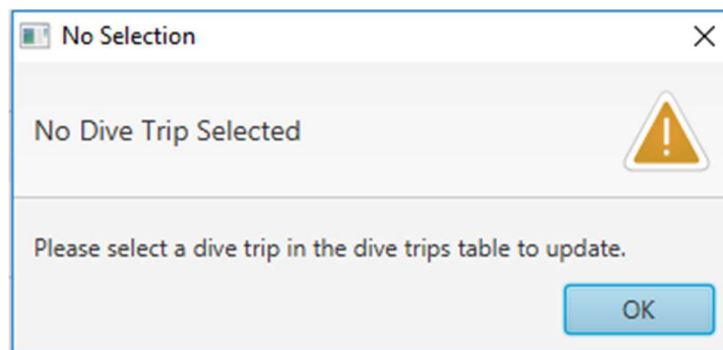 No Selection
No Dive Trip Selected
Please select a dive trip in the dive trips table to update.
OK